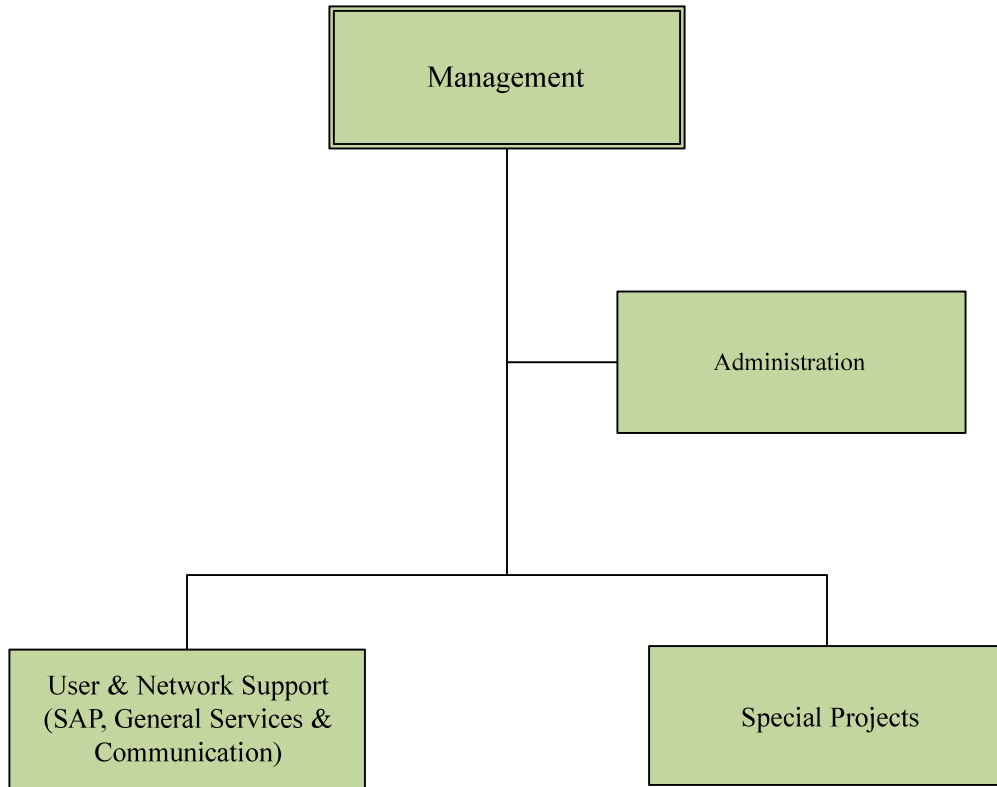 Management
Administration
User & Network Support
(SAP, General Services &
Communication)
Special Projects